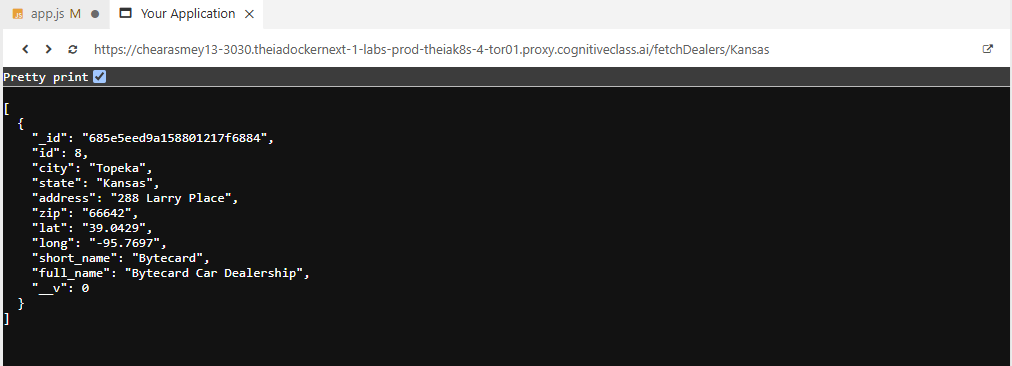 JS app.js M ● Your Application ×
https://chearasmey13-3030.theiadockernext-1-labs-prod-theiak8s-4-tor01.proxy.cognitiveclass.ai/fetchDealers/Kansas
Pretty print
[
  {
    "_id": "685e5eed9a158801217f6884",
    "id": 8,
    "city": "Topeka",
    "state": "Kansas",
    "address": "288 Larry Place",
    "zip": "66642",
    "lat": "39.0429",
    "long": "-95.7697",
    "short_name": "Bytecard",
    "full_name": "Bytecard Car Dealership",
    "__v": 0
  }
]